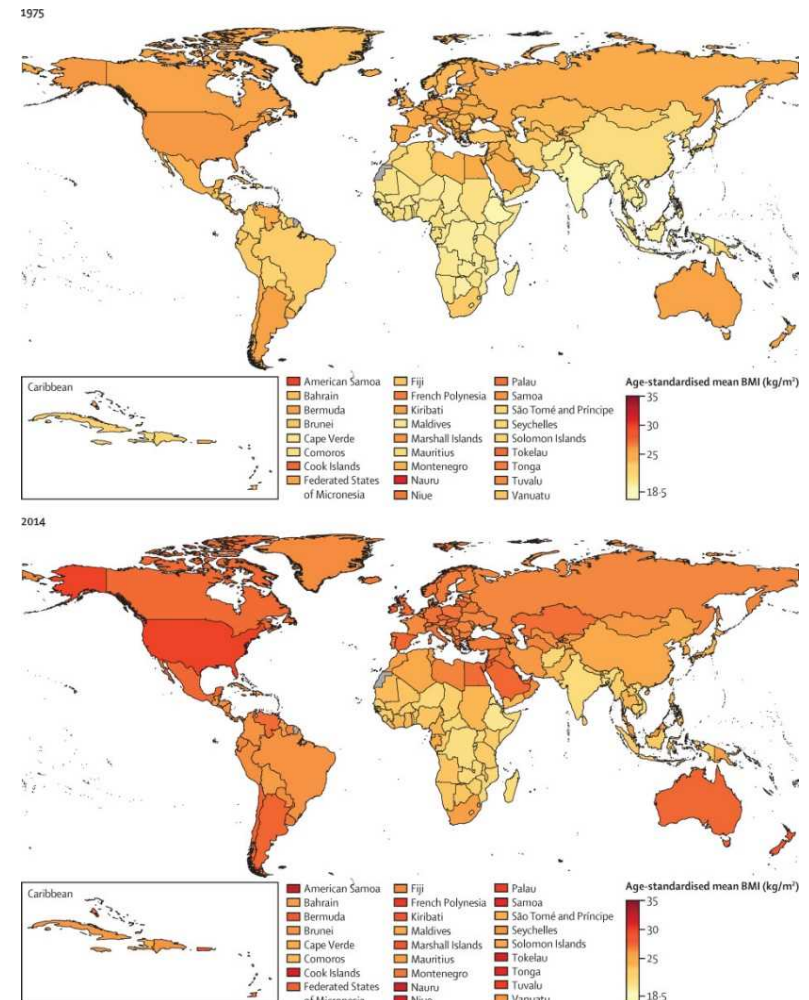 1975
Caribbean
American Samoa
Bahrain
Bermuda
Brunei
Cape Verde
Comoros
Cook Islands
Federated States
of Micronesia
Fiji
French Polynesia
Kiribati
Maldives
Marshall Islands
Mauritius
Montenegro
Nauru
Niue
Palau
Samoa
São Tomé and Príncipe
Seychelles
Solomon Islands
Tokelau
Tonga
Tuvalu
Vanuatu
Age-standardised mean BMI (kg/m²)
35
30
25
18·5
2014
Caribbean
American Samoa
Bahrain
Bermuda
Brunei
Cape Verde
Comoros
Cook Islands
Federated States
of Micronesia
Fiji
French Polynesia
Kiribati
Maldives
Marshall Islands
Mauritius
Montenegro
Nauru
Niue
Palau
Samoa
São Tomé and Príncipe
Seychelles
Solomon Islands
Tokelau
Tonga
Tuvalu
Vanuatu
Age-standardised mean BMI (kg/m²)
35
30
25
18·5